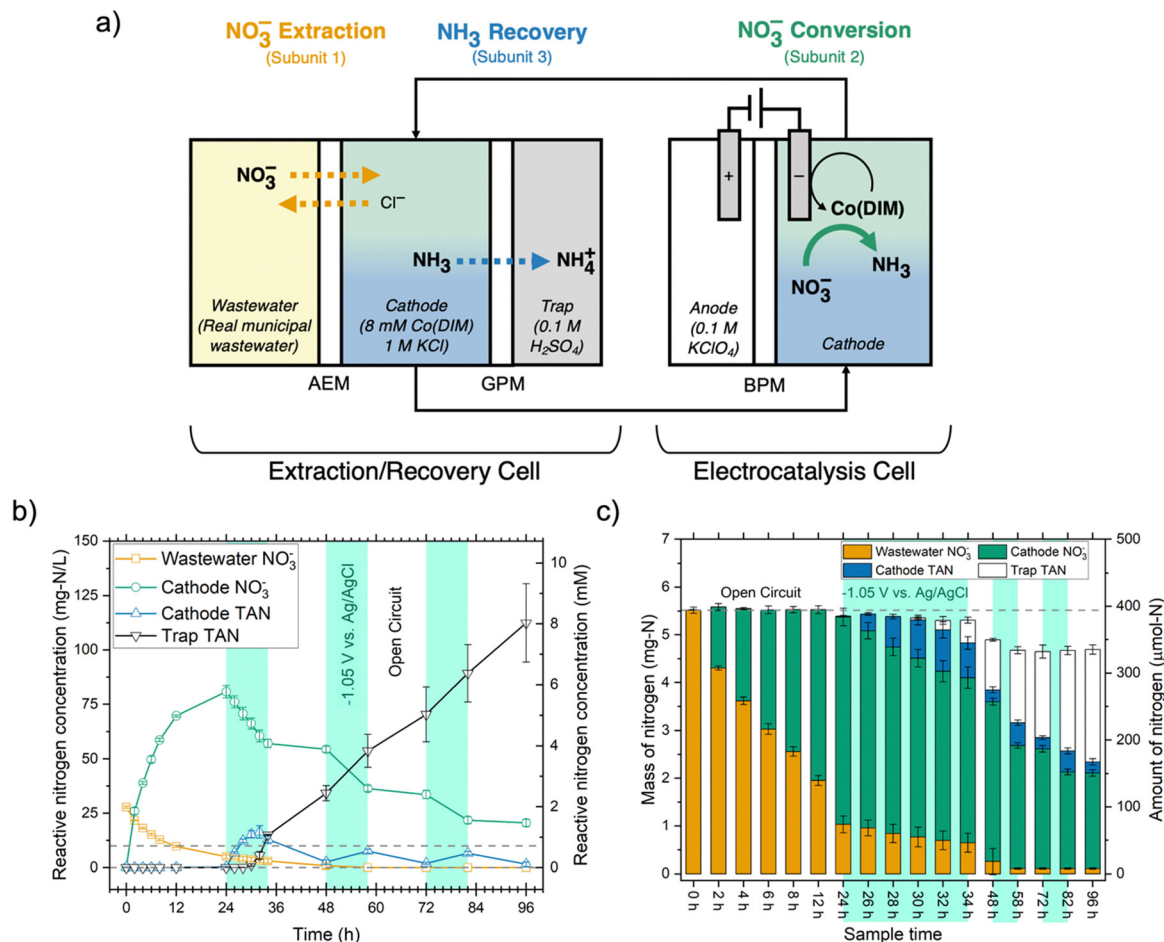 a)
NO₃⁻ Extraction
(Subunit 1)
NH₃ Recovery
(Subunit 3)
NO₃⁻ Conversion
(Subunit 2)
NO₃⁻
Cl⁻
NH₃
NH₄⁺
Wastewater
(Real municipal
wastewater)
Cathode
(8 mM Co(DIM)
1 M KCl)
Trap
(0.1 M
H₂SO₄)
AEM
GPM
+
−
Co(DIM)
NO₃⁻
NH₃
Anode
(0.1 M
KClO₄)
Cathode
BPM
Extraction/Recovery Cell
Electrocatalysis Cell
b)
Reactive nitrogen concentration (mg-N/L)
150
125
100
75
50
25
0
Wastewater NO₃⁻
Cathode NO₃⁻
Cathode TAN
Trap TAN
-1.05 V vs. Ag/AgCl
Open Circuit
10
8
6
4
2
0
Reactive nitrogen concentration (mM)
0 12 24 36 48 60 72 84 96
Time (h)
c)
Mass of nitrogen (mg-N)
7
6
5
4
3
2
1
0
Wastewater NO₃⁻
Cathode NO₃⁻
Cathode TAN
Trap TAN
Open Circuit
-1.05 V vs. Ag/AgCl
500
400
300
200
100
0
Amount of nitrogen (μmol-N)
0 h 2 h 4 h 6 h 8 h 12 h 24 h 26 h 28 h 30 h 32 h 34 h 48 h 58 h 72 h 82 h 96 h
Sample time